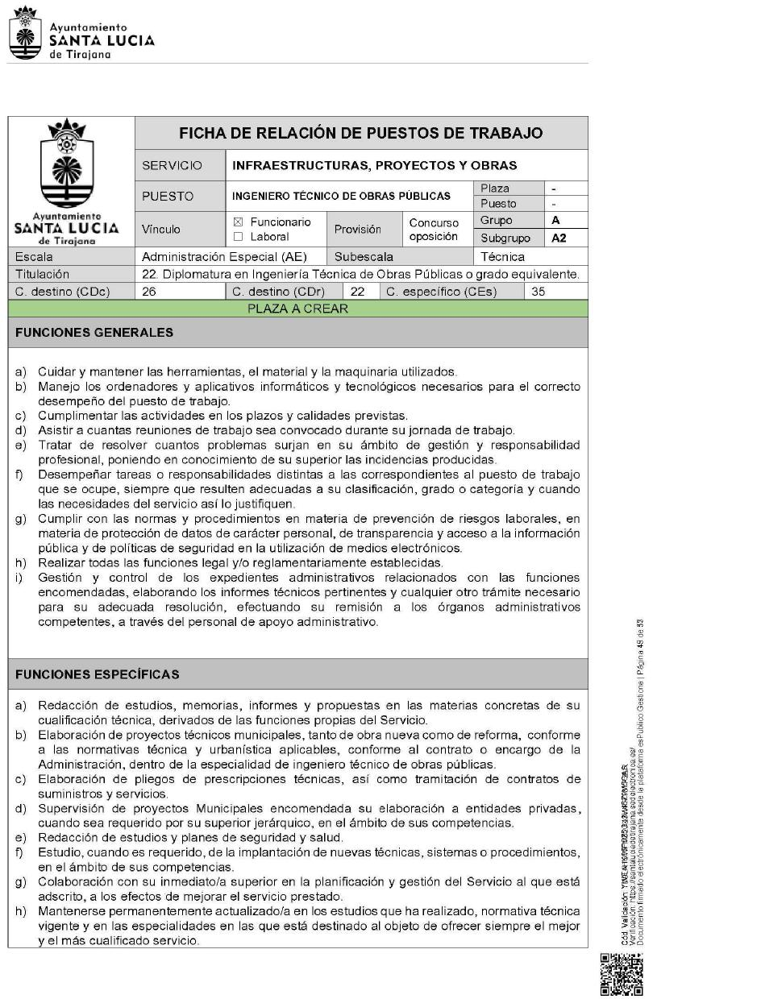 Ayuntamiento
SANTA LUCIA
de Tirajana
Ayuntamiento
SANTA LUCIA
de Tirajana
FICHA DE RELACIÓN DE PUESTOS DE TRABAJO
SERVICIO INFRAESTRUCTURAS, PROYECTOS Y OBRAS
PUESTO INGENIERO TÉCNICO DE OBRAS PÚBLICAS
Plaza -
Puesto -
Vínculo
☒ Funcionario
☐ Laboral
Provisión
Concurso
oposición
Grupo A
Subgrupo A2
Escala Administración Especial (AE) Subescala Técnica
Titulación 22. Diplomatura en Ingeniería Técnica de Obras Públicas o grado equivalente.
C. destino (CDc) 26 C. destino (CDr) 22 C. específico (CEs) 35
PLAZA A CREAR
FUNCIONES GENERALES
a) Cuidar y mantener las herramientas, el material y la maquinaria utilizados.
b) Manejo los ordenadores y aplicativos informáticos y tecnológicos necesarios para el correcto
desempeño del puesto de trabajo.
c) Cumplimentar las actividades en los plazos y calidades previstas.
d) Asistir a cuantas reuniones de trabajo sea convocado durante su jornada de trabajo.
e) Tratar de resolver cuantos problemas surjan en su ámbito de gestión y responsabilidad
profesional, poniendo en conocimiento de su superior las incidencias producidas.
f) Desempeñar tareas o responsabilidades distintas a las correspondientes al puesto de trabajo
que se ocupe, siempre que resulten adecuadas a su clasificación, grado o categoría y cuando
las necesidades del servicio así lo justifiquen.
g) Cumplir con las normas y procedimientos en materia de prevención de riesgos laborales, en
materia de protección de datos de carácter personal, de transparencia y acceso a la información
pública y de políticas de seguridad en la utilización de medios electrónicos.
h) Realizar todas las funciones legal y/o reglamentariamente establecidas.
i) Gestión y control de los expedientes administrativos relacionados con las funciones
encomendadas, elaborando los informes técnicos pertinentes y cualquier otro trámite necesario
para su adecuada resolución, efectuando su remisión a los órganos administrativos
competentes, a través del personal de apoyo administrativo.
FUNCIONES ESPECÍFICAS
a) Redacción de estudios, memorias, informes y propuestas en las materias concretas de su
cualificación técnica, derivados de las funciones propias del Servicio.
b) Elaboración de proyectos técnicos municipales, tanto de obra nueva como de reforma, conforme
a las normativas técnica y urbanística aplicables, conforme al contrato o encargo de la
Administración, dentro de la especialidad de ingeniero técnico de obras públicas.
c) Elaboración de pliegos de prescripciones técnicas, así como tramitación de contratos de
suministros y servicios.
d) Supervisión de proyectos Municipales encomendada su elaboración a entidades privadas,
cuando sea requerido por su superior jerárquico, en el ámbito de sus competencias.
e) Redacción de estudios y planes de seguridad y salud.
f) Estudio, cuando es requerido, de la implantación de nuevas técnicas, sistemas o procedimientos,
en el ámbito de sus competencias.
g) Colaboración con su inmediato/a superior en la planificación y gestión del Servicio al que está
adscrito, a los efectos de mejorar el servicio prestado.
h) Mantenerse permanentemente actualizado/a en los estudios que ha realizado, normativa técnica
vigente y en las especialidades en las que está destinado al objeto de ofrecer siempre el mejor
y el más cualificado servicio.
Cód. Validación:
Verificación: https://santaluciadetirajana.sedelectronica.es/
Documento firmado electrónicamente desde la plataforma esPublico Gestiona | Página de